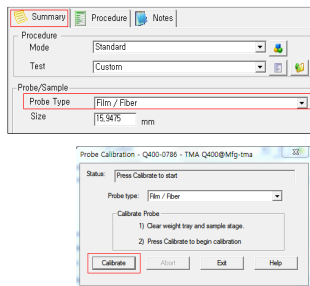 Summary Procedure Notes
Procedure
Mode Standard
Test Custom
Probe/Sample
Probe Type Film / Fiber
Size 15,9475 mm
Probe Calibration - Q400-0786 - TMA Q400@Mfg-tma
Status: Press Calibrate to start
Probe type: Film / Fiber
Calibrate Probe
1) Clear weight tray and sample stage.
2) Press Calibrate to begin calibration
Calibrate Abort Exit Help